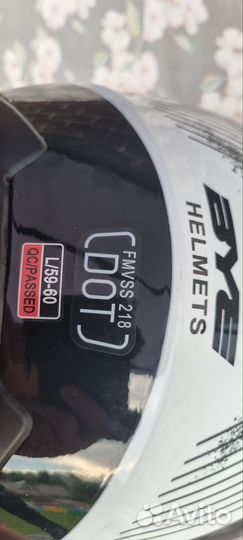 BYE
HELMETS
FMVSS 218
DOT
L/59-60
QC/PASSED
Avito